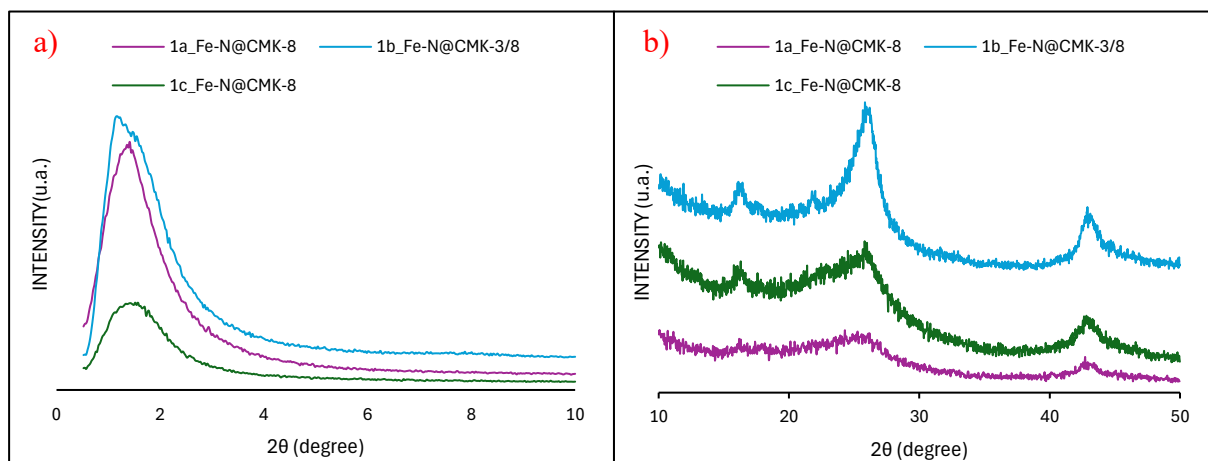 a)
1a_Fe-N@CMK-8 1b_Fe-N@CMK-3/8
1c_Fe-N@CMK-8
INTENSITY(u.a.)
0 2 4 6 8 10
2θ (degree)
b)
1a_Fe-N@CMK-8 1b_Fe-N@CMK-3/8
1c_Fe-N@CMK-8
INTENSITY (u.a.)
10 20 30 40 50
2θ (degree)